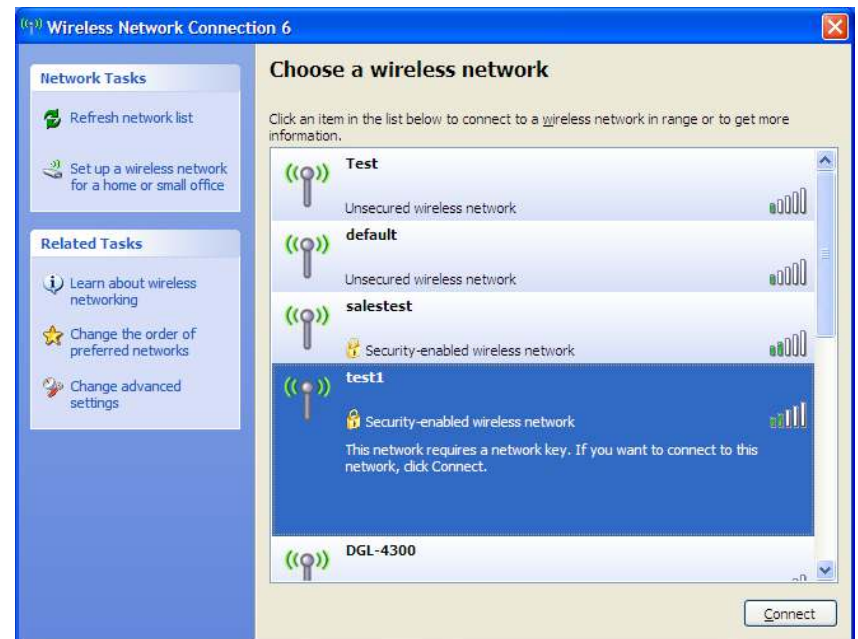 Wireless Network Connection 6
Network Tasks
Refresh network list
Set up a wireless network
for a home or small office
Related Tasks
Learn about wireless
networking
Change the order of
preferred networks
Change advanced
settings
Choose a wireless network
Click an item in the list below to connect to a wireless network in range or to get more
information.
Test
Unsecured wireless network
default
Unsecured wireless network
salestest
Security-enabled wireless network
test1
Security-enabled wireless network
This network requires a network key. If you want to connect to this
network, click Connect.
DGL-4300
Connect